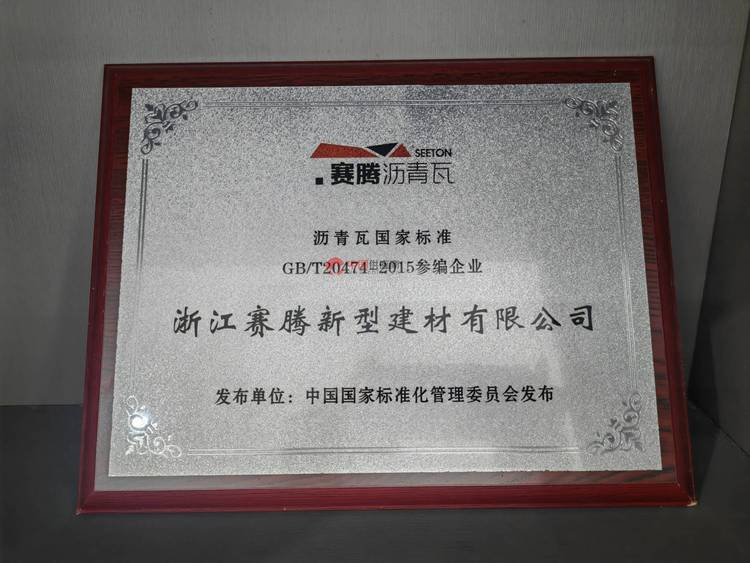 SEETON
赛腾沥青瓦
沥青瓦国家标准
GB/T20474-2015参编企业
浙江赛腾新型建材有限公司
发布单位：中国国家标准化管理委员会发布